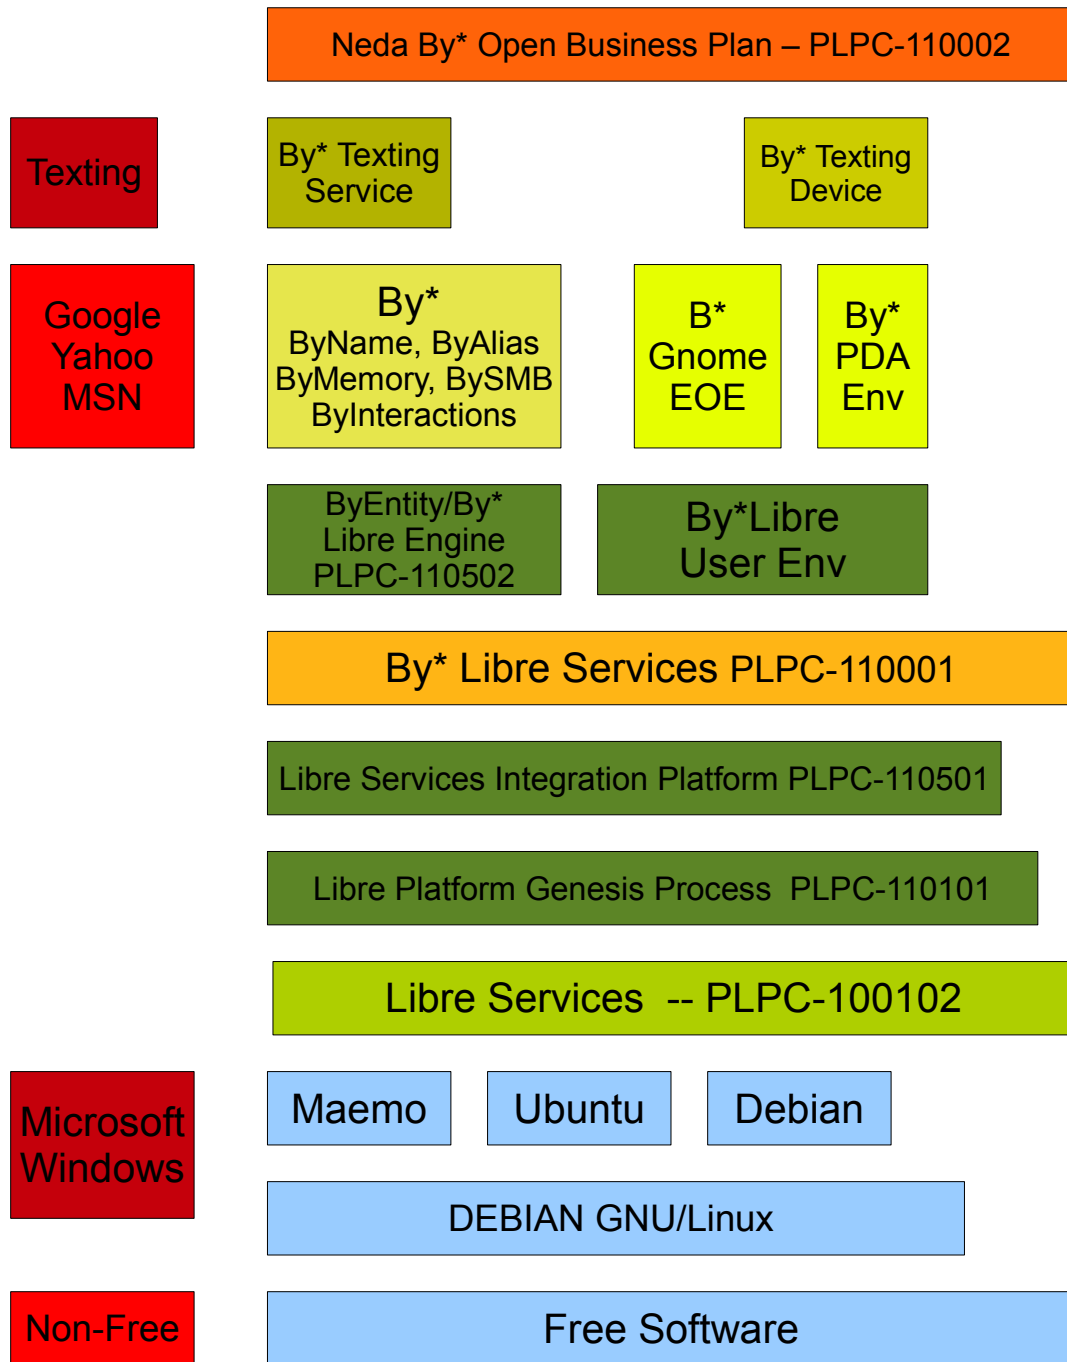 Neda By* Open Business Plan – PLPC-110002
Texting
By* Texting
Service
By* Texting
Device
Google
Yahoo
MSN
By*
ByName, ByAlias
ByMemory, BySMB
ByInteractions
B*
Gnome
EOE
By*
PDA
Env
ByEntity/By*
Libre Engine
PLPC-110502
By*Libre
User Env
By* Libre Services PLPC-110001
Libre Services Integration Platform PLPC-110501
Libre Platform Genesis Process  PLPC-110101
Libre Services  -- PLPC-100102
Microsoft
Windows
Maemo
Ubuntu
Debian
DEBIAN GNU/Linux
Non-Free
Free Software